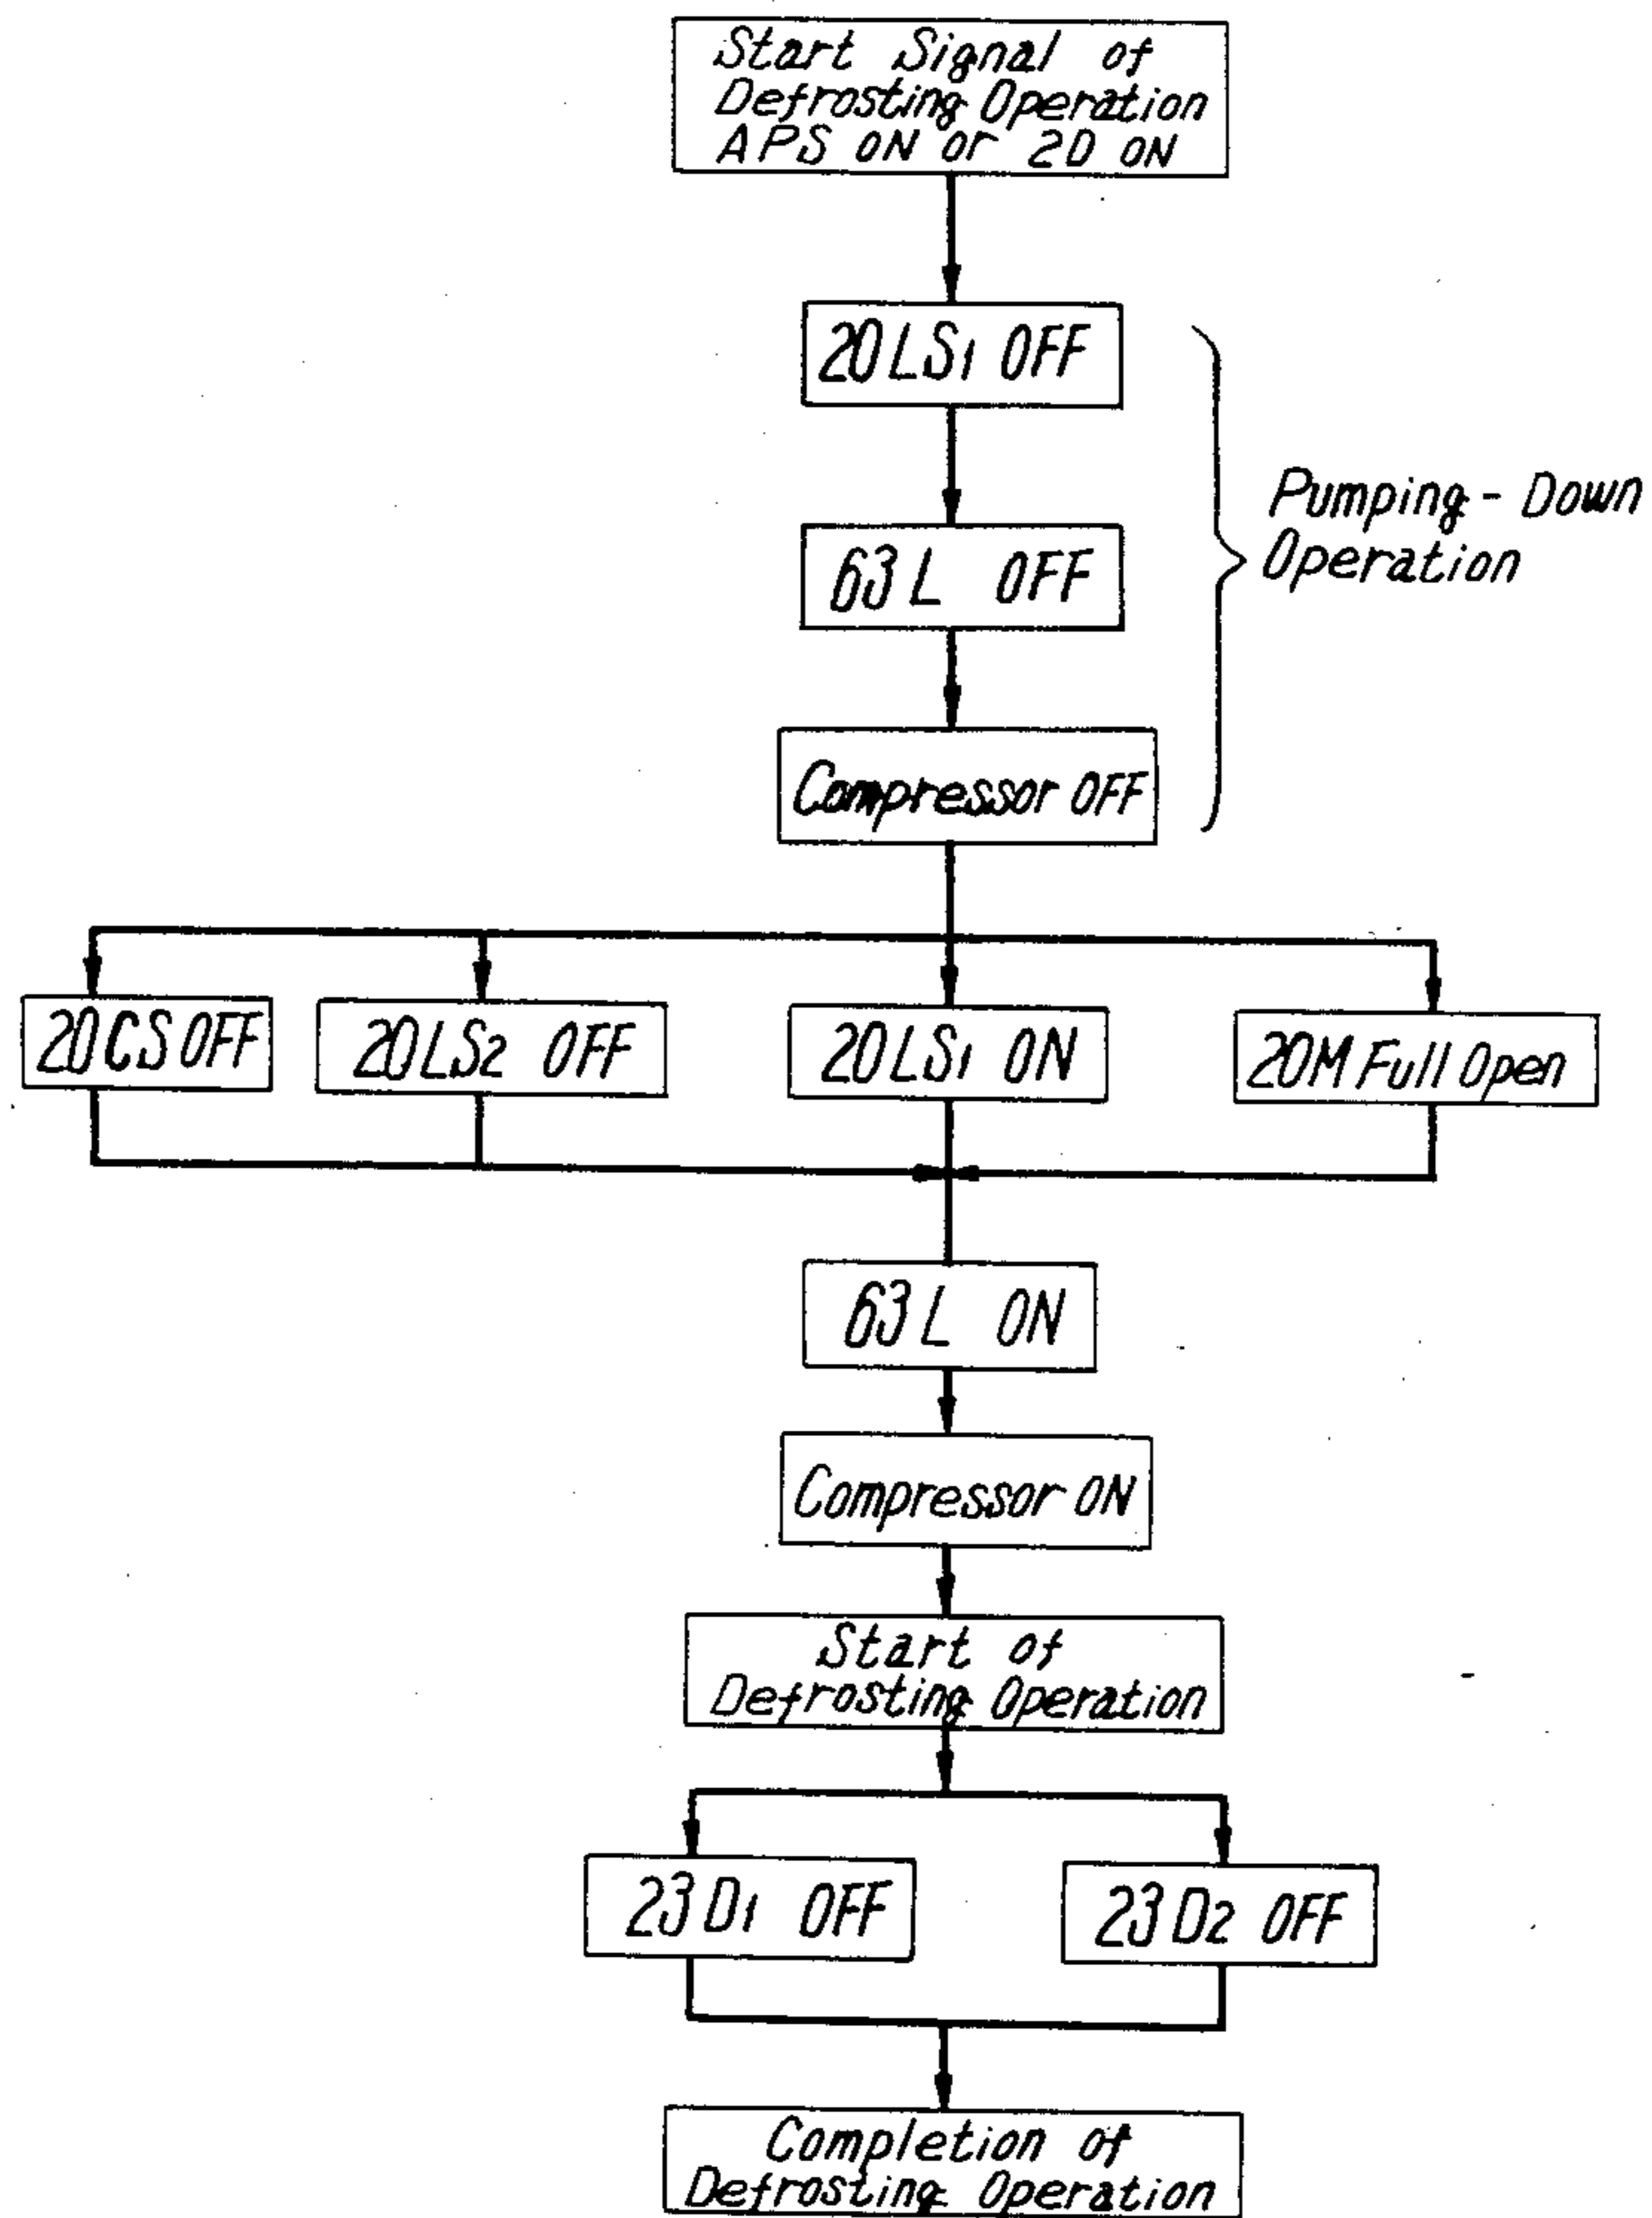 Start Signal of
Defrosting Operation
APS ON or 2D ON
20LS1 OFF
63L OFF
Pumping-Down
Operation
Compressor OFF
20CS OFF
20LS2 OFF
20LS1 ON
20M Full Open
63L ON
Compressor ON
Start of
Defrosting Operation
23D1 OFF
23D2 OFF
Completion of
Defrosting Operation